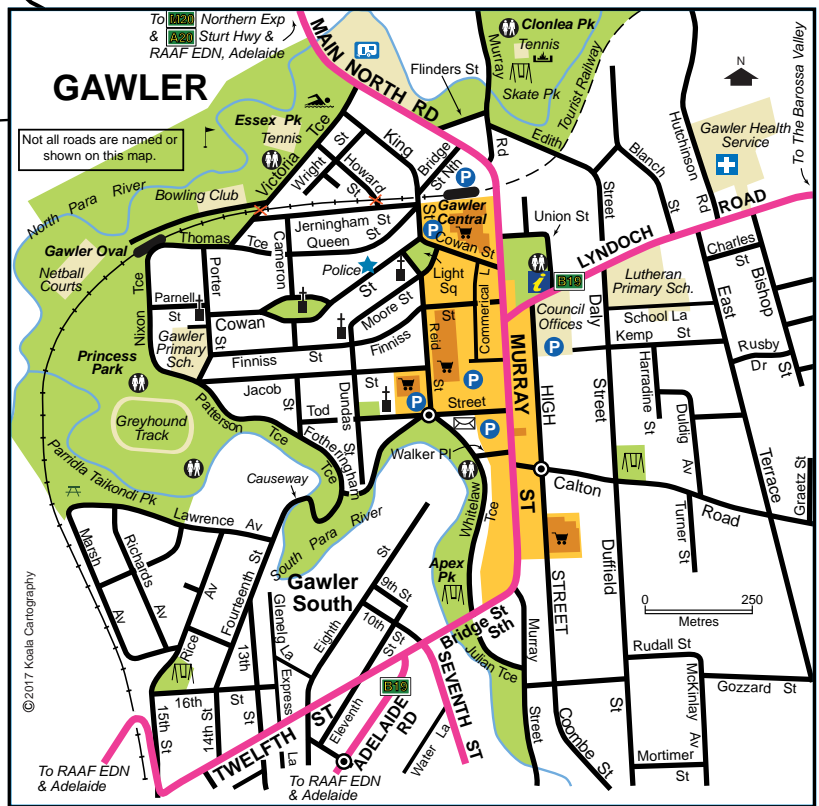 To M20 Northern Exp
& A20 Sturt Hwy &
RAAF EDN, Adelaide
GAWLER
Not all roads are named or
shown on this map.
MAIN NORTH RD
Flinders St
Murray
Rd
Clonlea Pk
Tennis
Skate Pk
Tourist Railway
N
Hutchinson
Rd
Gawler Health
Service
To The Barossa Valley
Essex Pk
Tennis
Victoria
Tce
Wright
St
Howard
St
King
St
Bridge
St Nth
P
Edith
Street
Blanch
St
North Para River
Bowling Club
Gawler Oval
Netball
Courts
Thomas
Tce
Jerningham
St
Queen
Cameron
Gawler
Central
P
Cowan St
Union St
LYNDOCH
ROAD
Charles
St
Bishop
St
Police
St
Light
Sq
Commerical L
i
B19
Lutheran
Primary Sch.
Nixon
Tce
Porter
St
Parnell
St
Cowan
Gawler
Primary
Sch.
Moore St
Finniss
St
Finniss
St
Reid
St
MURRAY
ST
Council
Offices
P
Daly
Street
School La
Kemp St
East
Terrace
Rusby
Dr
Princess
Park
Greyhound
Track
Jacob
St
Tod
St
Dundas
St
P
P
Street
P
HIGH
STREET
Harradine St
Duldig
Av
Patterson
Tce
Fotheringham
Tce
Walker Pl
Parridla Taikondi Pk
Causeway
Whitelaw
Tce
Calton
Road
Turner St
Graetz St
Lawrence Av
Marsh
Av
Richards
Av
South Para River
Duffield
St
Gawler
South
Apex
Pk
0 250
Metres
Rice
Av
Fourteenth St
13th
St
Glenelg La
Eighth
St
9th St
10th
St
Bridge St
Sth
Julian Tce
Murray
Street
Rudall St
McKinlay
Av
Gozzard St
16th
St
15th St
14th St
Express
La
Eleventh
St
TWELFTH ST
B19
ADELAIDE
RD
SEVENTH ST
Water La
Coombe St
Mortimer
St
To RAAF EDN
& Adelaide
To RAAF EDN
& Adelaide
©2017 Koala Cartography